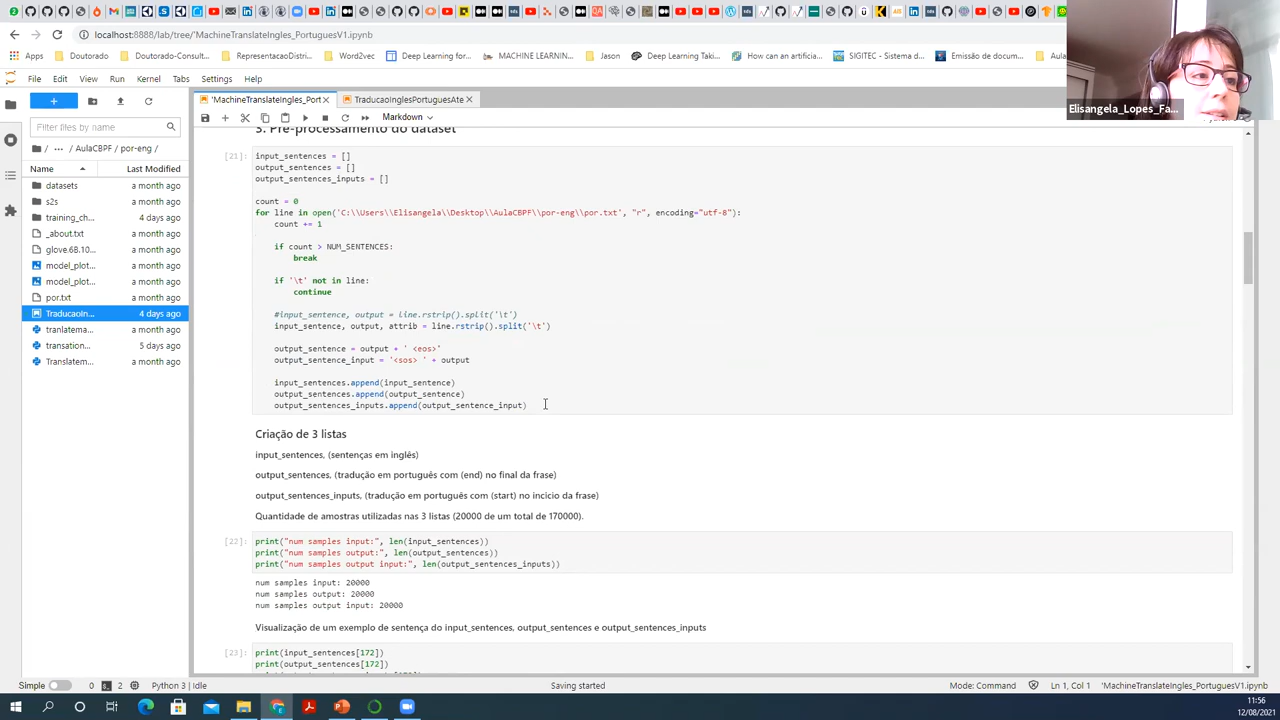 localhost:8888/lab/tree/'MachineTranslateIngles_PortuguesV1.ipynb
Apps Doutorado Doutorado-Consult... RepresentacaoDistri... Word2vec Deep Learning for... MACHINE LEARNING... Jason Deep Learning Taki... How can an artificia... SIGITEC - Sistema d... Emissão de docum...
File Edit View Run Kernel Tabs Settings Help
Elisangela_Lopes_Fa...
'MachineTranslateIngles_Port TraducaoInglesPortuguesAte
Filter files by name
Markdown
/ ... / AulaCBPF / por-eng /
Name Last Modified
datasets a month ago
s2s a month ago
training_ch... 4 days ago
_about.txt a month ago
glove.6B.10... a month ago
model_plot... a month ago
model_plot... a month ago
por.txt a month ago
TraducaoIn... 4 days ago
tranlatema... a month ago
transation... 5 days ago
Translatem... a month ago
3. Pré-processamento do dataset
[21]: input_sentences = []
output_sentences = []
output_sentences_inputs = []
count = 0
for line in open('C:\\Users\\Elisangela\\Desktop\\AulaCBPF\\por-eng\\por.txt', "r", encoding="utf-8"):
count += 1
if count > NUM_SENTENCES:
break
if '\t' not in line:
continue
#input_sentence, output = line.rstrip().split('\t')
input_sentence, output, attrib = line.rstrip().split('\t')
output_sentence = output + ' <eos>'
output_sentence_input = '<sos> ' + output
input_sentences.append(input_sentence)
output_sentences.append(output_sentence)
output_sentences_inputs.append(output_sentence_input)
Criação de 3 listas
input_sentences, (sentenças em inglés)
output_sentences, (tradução em português com (end) no final da frase)
output_sentences_inputs, (tradução em português com (start) no incicio da frase)
Quantidade de amostras utilizadas nas 3 listas (20000 de um total de 170000).
[22]: print("num samples input:", len(input_sentences))
print("num samples output:", len(output_sentences))
print("num samples output input:", len(output_sentences_inputs))
num samples input: 20000
num samples output: 20000
num samples output input: 20000
Visualização de um exemplo de sentença do input_sentences, output_sentences e output_sentences_inputs
[23]: print(input_sentences[172])
print(output_sentences[172])
Simple 0 2 Python 3 | Idle Saving started Mode: Command Ln 1, Col 1 'MachineTranslateIngles_PortuguesV1.ipynb
11:56
12/08/2021